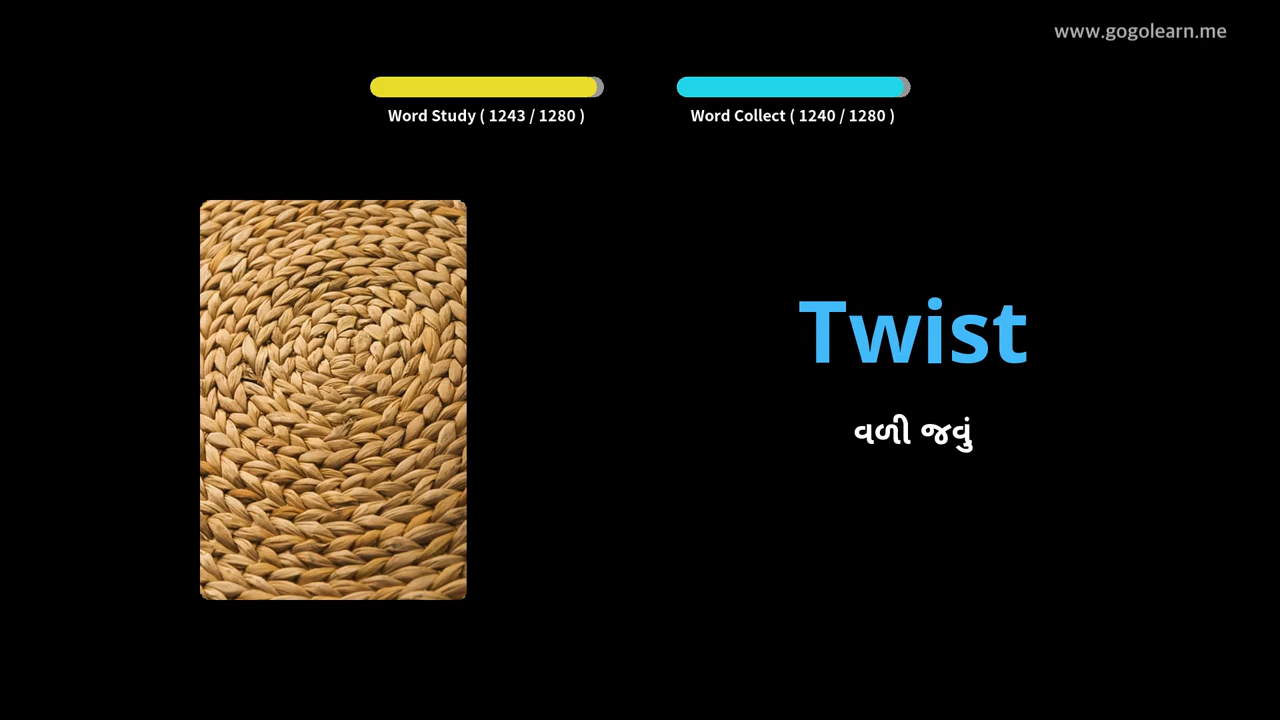 www.gogolearn.me
Word Study ( 1243 / 1280 )
Word Collect ( 1240 / 1280 )
Twist
વળી જવું